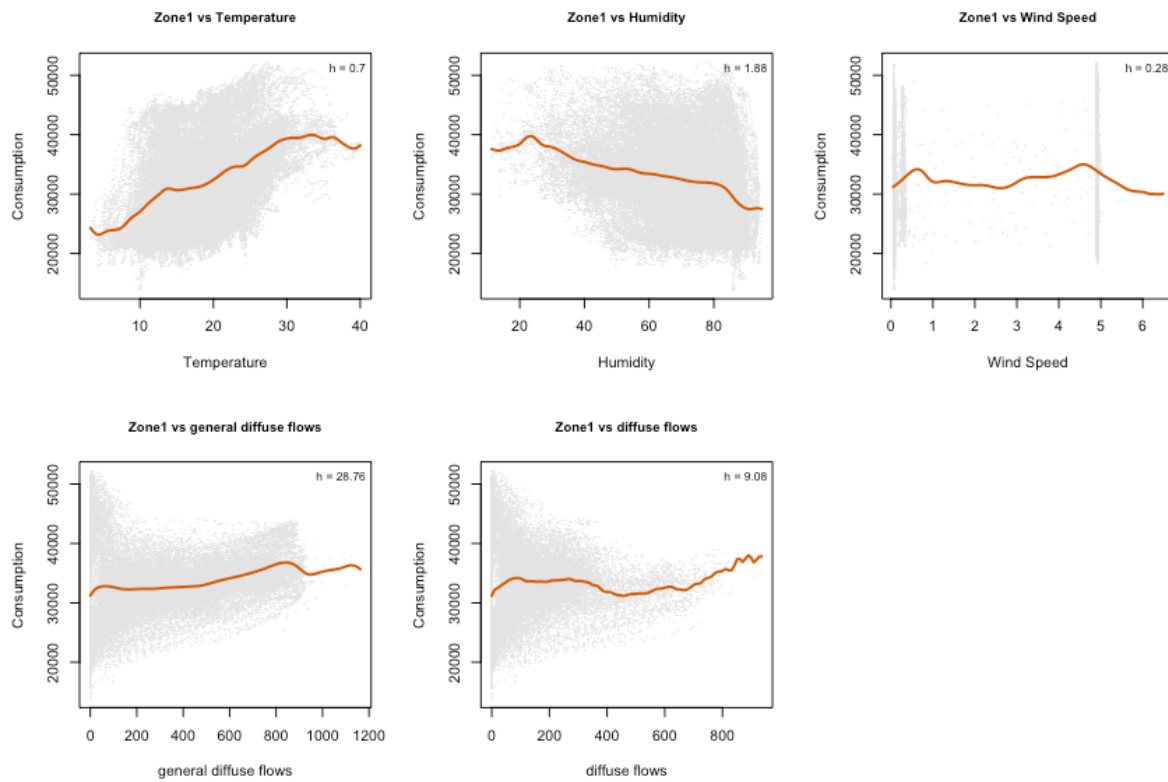 Zone1 vs Temperature
h = 0.7
Consumption
50000
40000
30000
20000
10 20 30 40
Temperature
Zone1 vs Humidity
h = 1.88
Consumption
50000
40000
30000
20000
20 40 60 80
Humidity
Zone1 vs Wind Speed
h = 0.28
Consumption
50000
40000
30000
20000
0 1 2 3 4 5 6
Wind Speed
Zone1 vs general diffuse flows
h = 28.76
Consumption
50000
40000
30000
20000
0 200 400 600 800 1200
general diffuse flows
Zone1 vs diffuse flows
h = 9.08
Consumption
50000
40000
30000
20000
0 200 400 600 800
diffuse flows